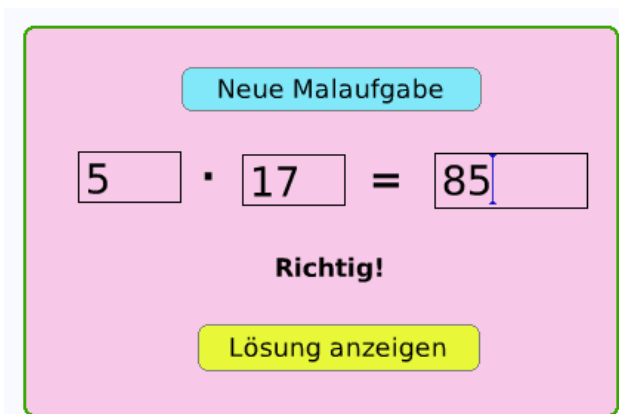 Neue Malaufgabe
5 · 17 = 85
Richtig!
Lösung anzeigen